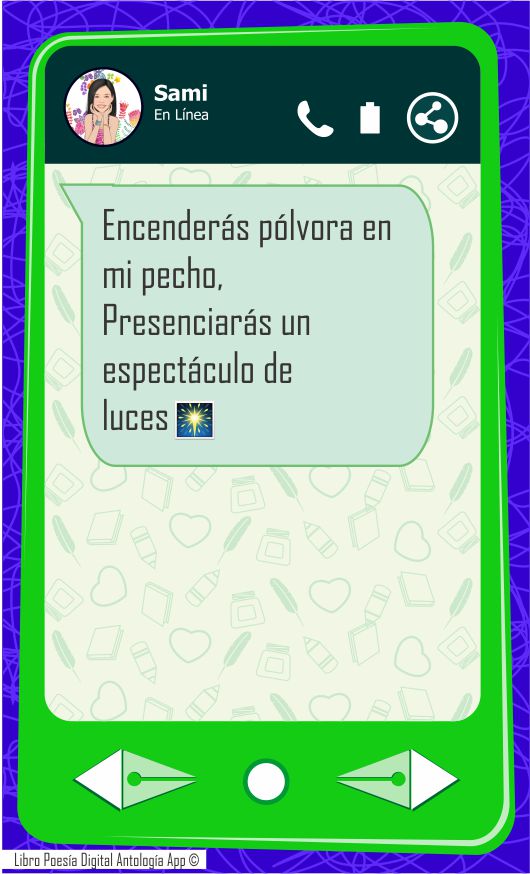 Sami
En Línea
Encenderás pólvora en
mi pecho,
Presenciarás un
espectáculo de
luces
Libro Poesía Digital Antología App ©